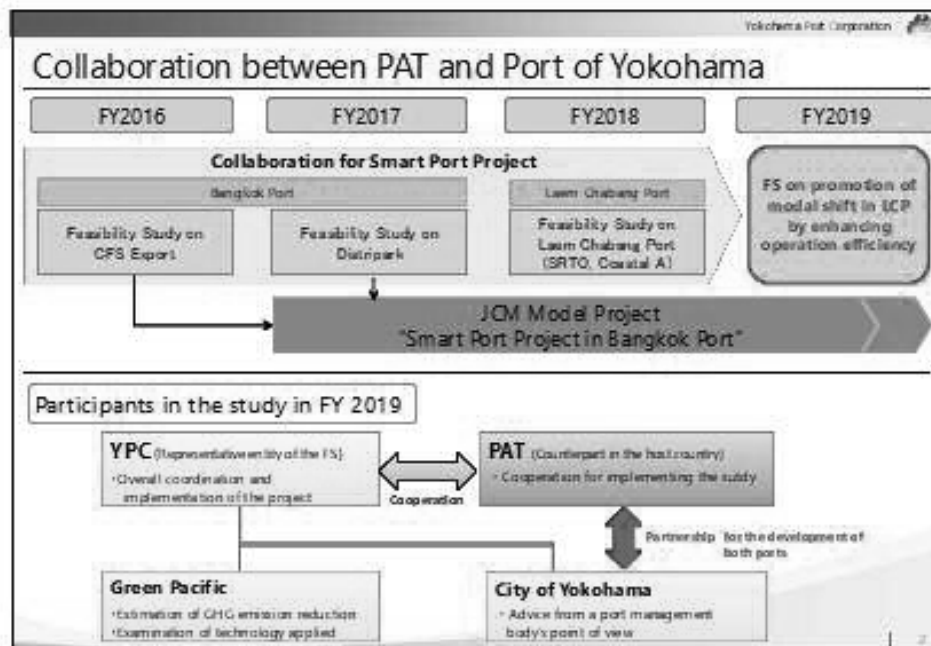 Yokohama Port Corporation
Collaboration between PAT and Port of Yokohama
FY2016
FY2017
FY2018
FY2019
Collaboration for Smart Port Project
Bangkok Port
Laem Chabang Port
Feasibility Study on
CFS Export
Feasibility Study on
Distripark
Feasibility Study on
Laem Chabang Port
(SRTO, Coastal A)
FS on promotion of
modal shift in LCP
by enhancing
operation efficiency
JCM Model Project
"Smart Port Project in Bangkok Port"
Participants in the study in FY 2019
YPC (Representative entity of the FS)
・Overall coordination and
implementation of the project
Cooperation
PAT (Counterpart in the host country)
・Cooperation for implementing the sutdy
Partnership for the development of
both ports
Green Pacific
・Estimation of GHG emission reduction
・Examination of technology applied
City of Yokohama
・Advice from a port management
body's point of view
2